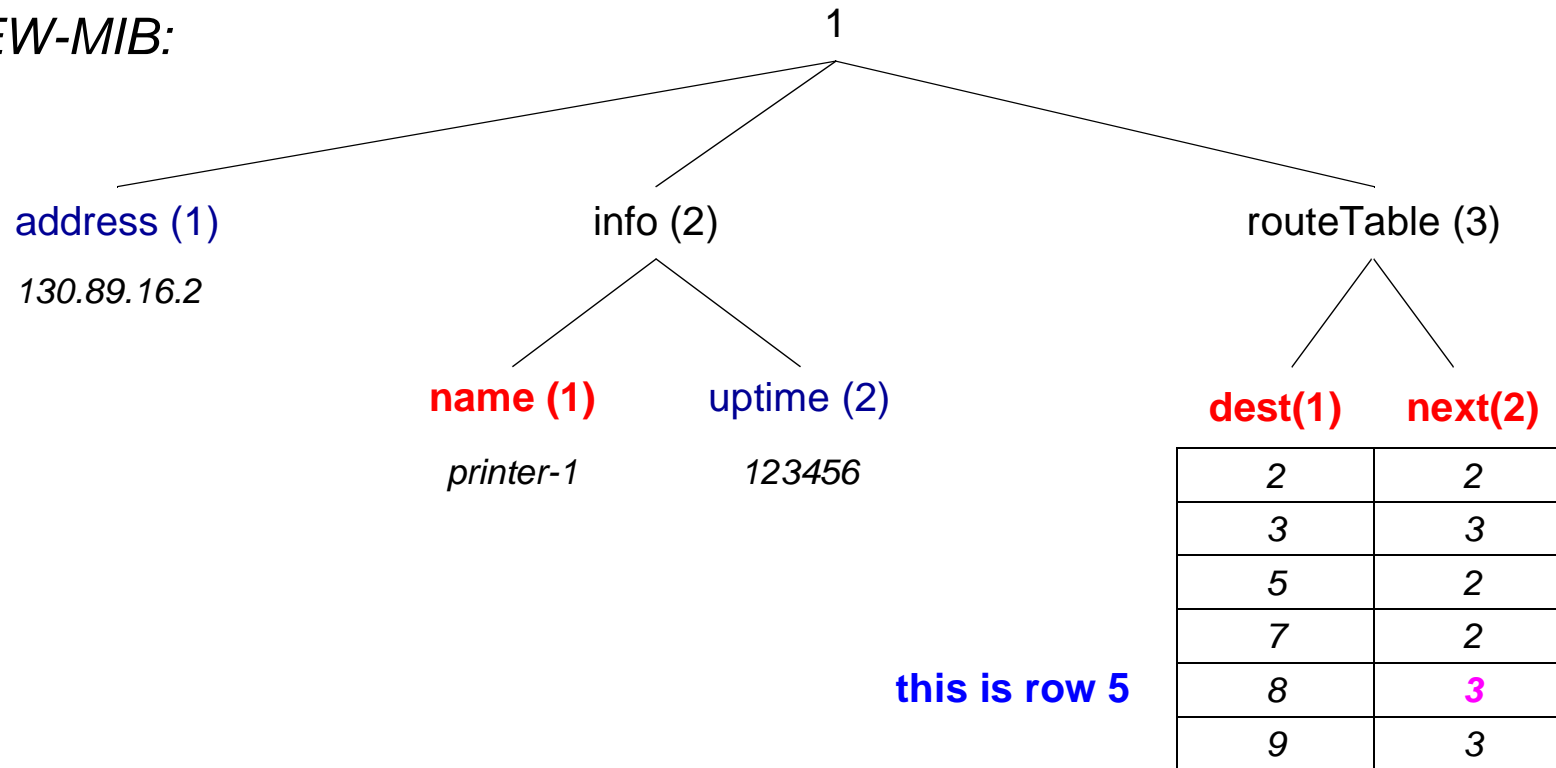 EW-MIB:
1
address (1) info (2) routeTable (3)
130.89.16.2
name (1) uptime (2) dest(1) next(2)
printer-1 123456
2 2
3 3
5 2
7 2
this is row 5 8 3
9 3